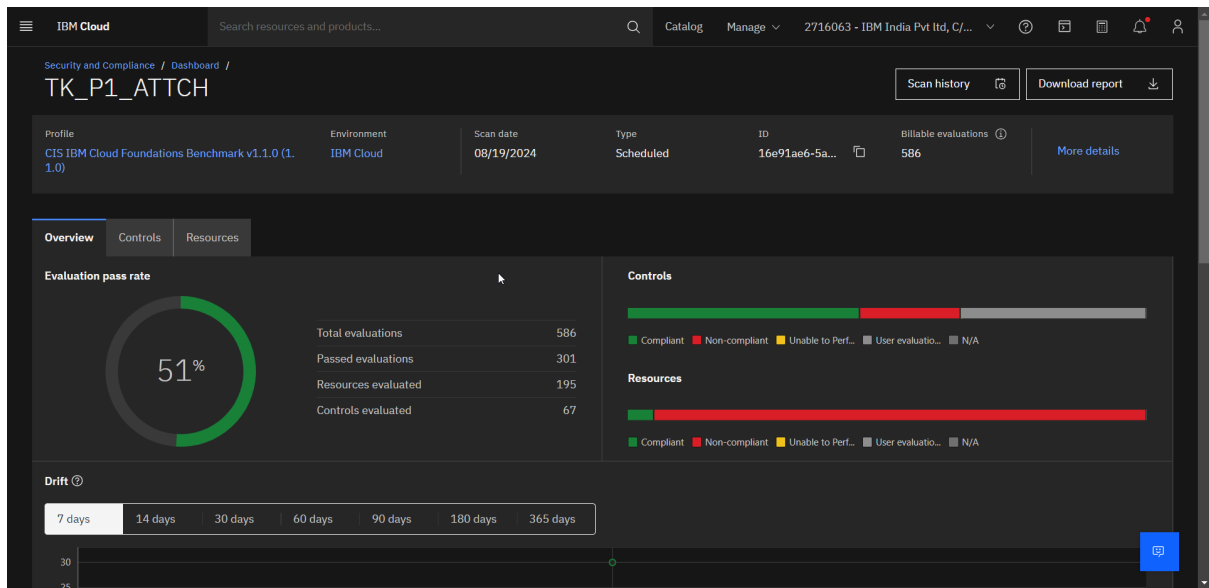 IBM Cloud
Search resources and products...
Catalog
Manage
2716063 - IBM India Pvt ltd, C/...
Security and Compliance / Dashboard /
TK_P1_ATTCH
Scan history
Download report
Profile
CIS IBM Cloud Foundations Benchmark v1.1.0 (1.
1.0)
Environment
IBM Cloud
Scan date
08/19/2024
Type
Scheduled
ID
16e91ae6-5a...
Billable evaluations
586
More details
Overview
Controls
Resources
Evaluation pass rate
51%
Total evaluations 586
Passed evaluations 301
Resources evaluated 195
Controls evaluated 67
Controls
Compliant Non-compliant Unable to Perf... User evaluatio... N/A
Resources
Compliant Non-compliant Unable to Perf... User evaluatio... N/A
Drift
7 days 14 days 30 days 60 days 90 days 180 days 365 days
30
25